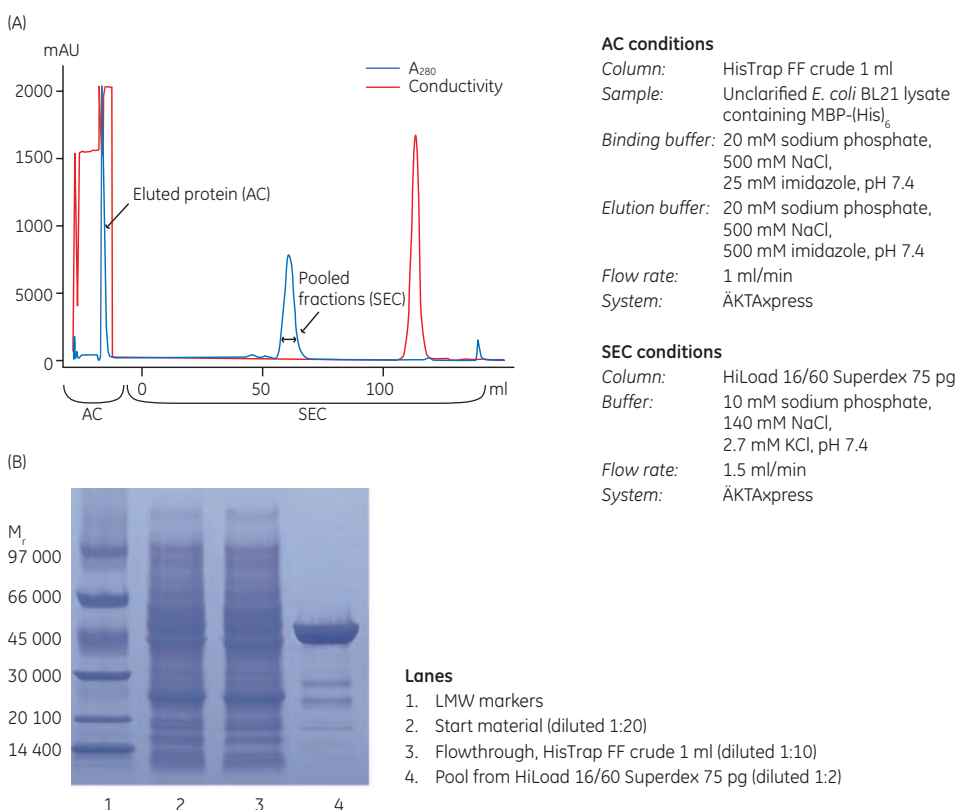 (A)
mAU
A280
Conductivity
2000
1500
1000
5000
0
Eluted protein (AC)
Pooled
fractions (SEC)
0
50
100
ml
AC
SEC
AC conditions
Column: HisTrap FF crude 1 ml
Sample: Unclarified E. coli BL21 lysate
containing MBP-(His)6
Binding buffer: 20 mM sodium phosphate,
500 mM NaCl,
25 mM imidazole, pH 7.4
Elution buffer: 20 mM sodium phosphate,
500 mM NaCl,
500 mM imidazole, pH 7.4
Flow rate: 1 ml/min
System: ÄKTAxpress
SEC conditions
Column: HiLoad 16/60 Superdex 75 pg
Buffer: 10 mM sodium phosphate,
140 mM NaCl,
2.7 mM KCl, pH 7.4
Flow rate: 1.5 ml/min
System: ÄKTAxpress
(B)
Mr
97 000
66 000
45 000
30 000
20 100
14 400
1 2 3 4
Lanes
1. LMW markers
2. Start material (diluted 1:20)
3. Flowthrough, HisTrap FF crude 1 ml (diluted 1:10)
4. Pool from HiLoad 16/60 Superdex 75 pg (diluted 1:2)